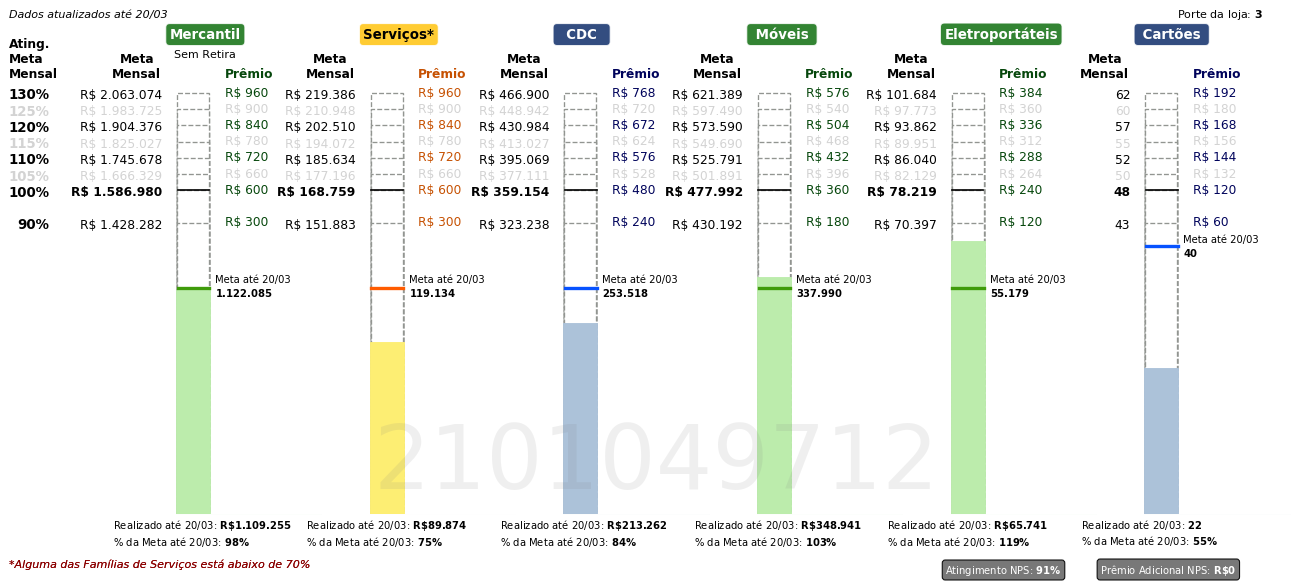 Dados atualizados até 20/03
Porte da loja: 3
Mercantil
Serviços*
CDC
Móveis
Eletroportáteis
Cartões
Sem Retira
Ating. Meta Mensal
Meta Mensal Prêmio Meta Mensal Prêmio Meta Mensal Prêmio Meta Mensal Prêmio Meta Mensal Prêmio Meta Mensal Prêmio
130% R$ 2.063.074 R$ 960 R$ 219.386 R$ 960 R$ 466.900 R$ 768 R$ 621.389 R$ 576 R$ 101.684 R$ 384 62 R$ 192
125% R$ 1.983.725 R$ 900 R$ 210.948 R$ 900 R$ 448.942 R$ 720 R$ 597.490 R$ 540 R$ 97.773 R$ 360 60 R$ 180
120% R$ 1.904.376 R$ 840 R$ 202.510 R$ 840 R$ 430.984 R$ 672 R$ 573.590 R$ 504 R$ 93.862 R$ 336 57 R$ 168
115% R$ 1.825.027 R$ 780 R$ 194.072 R$ 780 R$ 413.027 R$ 624 R$ 549.690 R$ 468 R$ 89.951 R$ 312 55 R$ 156
110% R$ 1.745.678 R$ 720 R$ 185.634 R$ 720 R$ 395.069 R$ 576 R$ 525.791 R$ 432 R$ 86.040 R$ 288 52 R$ 144
105% R$ 1.666.329 R$ 660 R$ 177.196 R$ 660 R$ 377.111 R$ 528 R$ 501.891 R$ 396 R$ 82.129 R$ 264 50 R$ 132
100% R$ 1.586.980 R$ 600 R$ 168.759 R$ 600 R$ 359.154 R$ 480 R$ 477.992 R$ 360 R$ 78.219 R$ 240 48 R$ 120
90% R$ 1.428.282 R$ 300 R$ 151.883 R$ 300 R$ 323.238 R$ 240 R$ 430.192 R$ 180 R$ 70.397 R$ 120 43 R$ 60
Meta até 20/03
40
Meta até 20/03 Meta até 20/03 Meta até 20/03 Meta até 20/03 Meta até 20/03
1.122.085 119.134 253.518 337.990 55.179
2101049712
Realizado até 20/03: R$1.109.255 Realizado até 20/03: R$89.874 Realizado até 20/03: R$213.262 Realizado até 20/03: R$348.941 Realizado até 20/03: R$65.741 Realizado até 20/03: 22
% da Meta até 20/03: 98% % da Meta até 20/03: 75% % da Meta até 20/03: 84% % da Meta até 20/03: 103% % da Meta até 20/03: 119% % da Meta até 20/03: 55%
*Alguma das Famílias de Serviços está abaixo de 70%
Atingimento NPS: 91%
Prêmio Adicional NPS: R$0